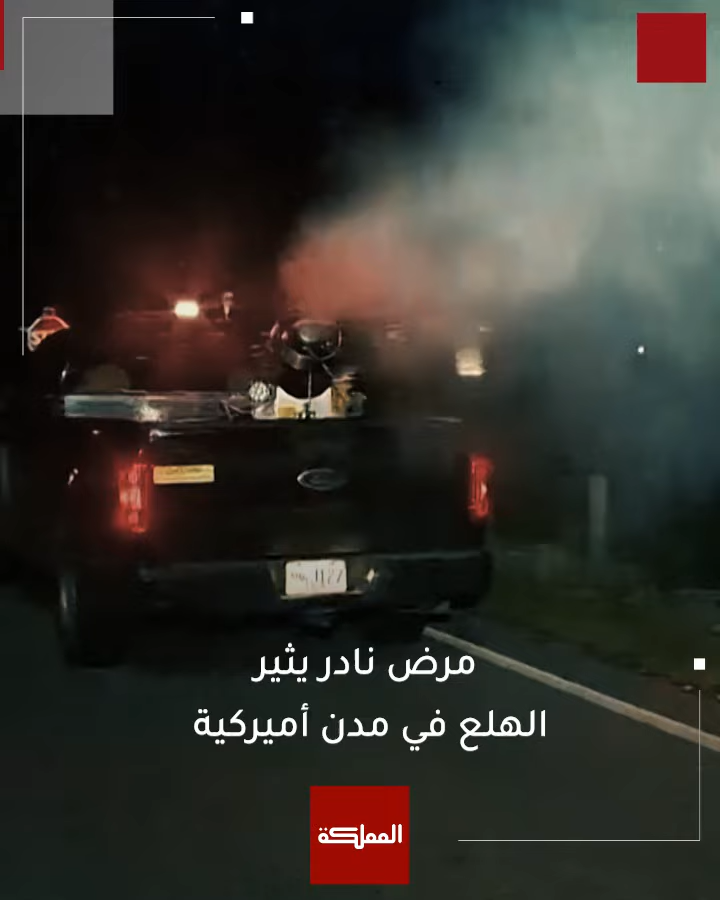 مرض نادر يثير
الهلع في مدن أميركية
المملكة